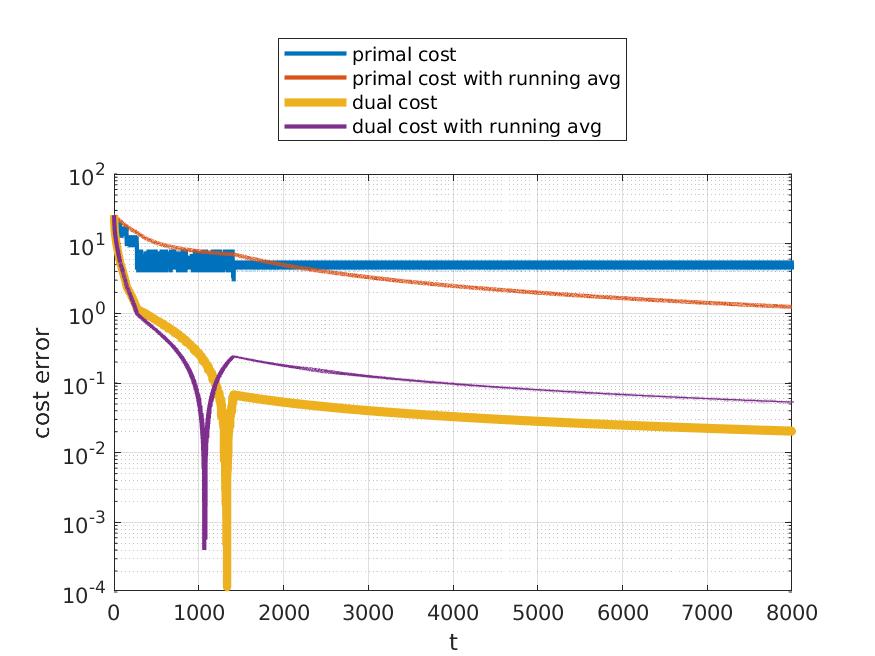 primal cost
primal cost with running avg
dual cost
dual cost with running avg
10^2
10^1
10^0
10^-1
10^-2
10^-3
10^-4
cost error
0 1000 2000 3000 4000 5000 6000 7000 8000
t